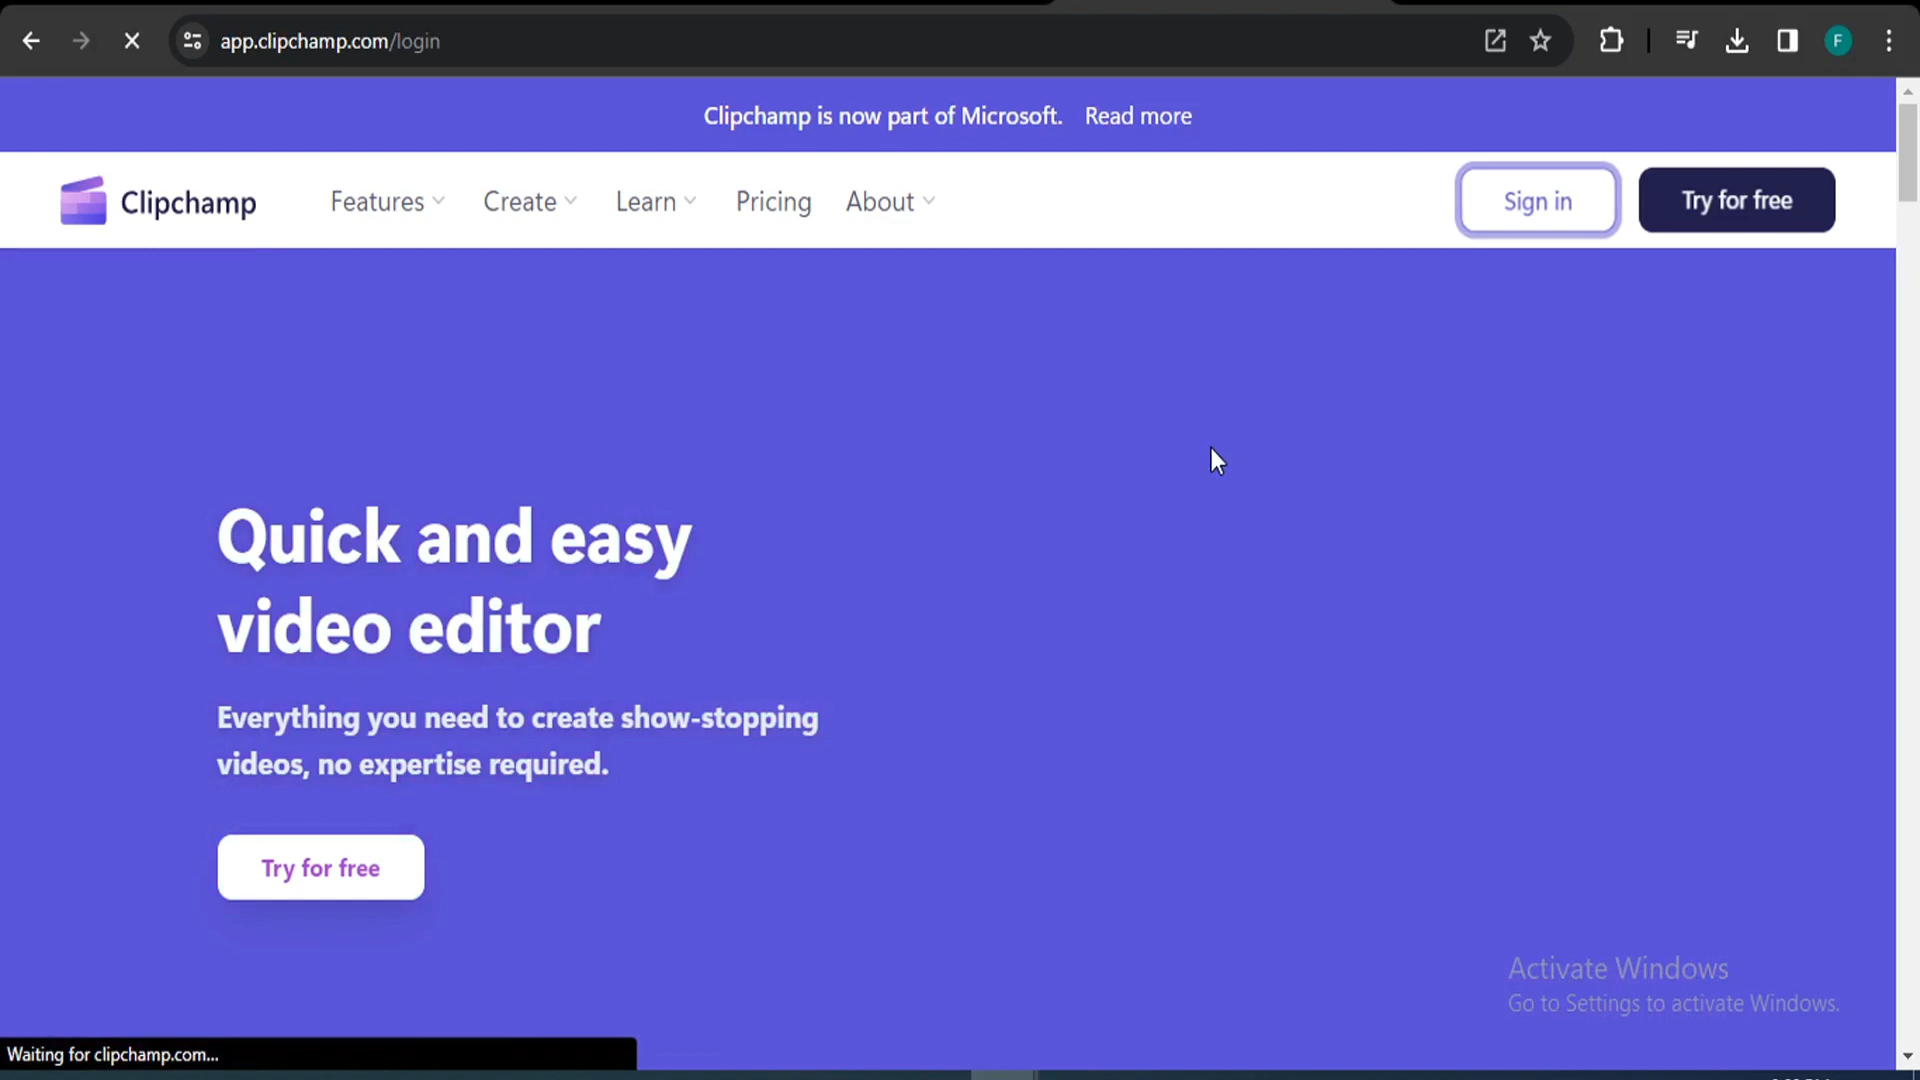 app.clipchamp.com/login
F
Clipchamp is now part of Microsoft. Read more
Clipchamp Features Create Learn Pricing About Sign in Try for free
Quick and easy
video editor
Everything you need to create show-stopping
videos, no expertise required.
Try for free
Activate Windows
Go to Settings to activate Windows.
Waiting for clipchamp.com...